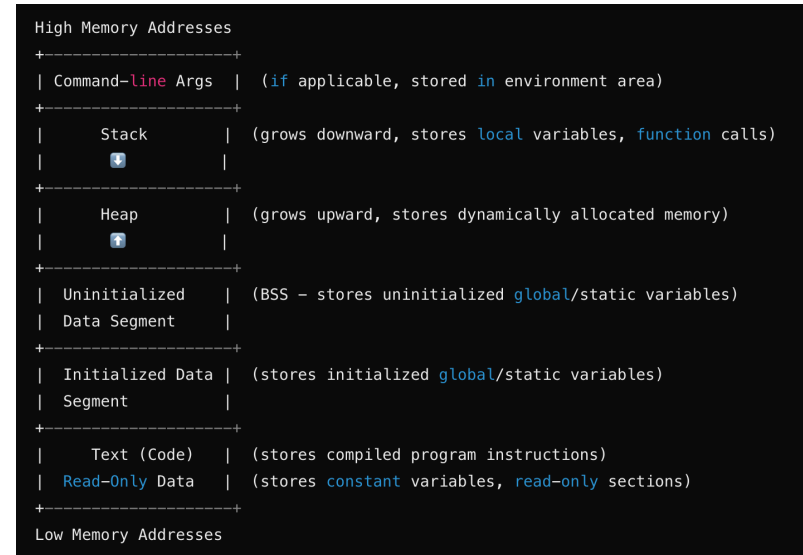 High Memory Addresses
+--------------------+
| Command-line Args  |  (if applicable, stored in environment area)
+--------------------+
|      Stack        |  (grows downward, stores local variables, function calls)
|       ⬇️          |
+--------------------+
|      Heap         |  (grows upward, stores dynamically allocated memory)
|       ⬆️          |
+--------------------+
|  Uninitialized    |  (BSS – stores uninitialized global/static variables)
|  Data Segment     |
+--------------------+
|  Initialized Data |  (stores initialized global/static variables)
|  Segment          |
+--------------------+
|     Text (Code)   |  (stores compiled program instructions)
|  Read-Only Data   |  (stores constant variables, read-only sections)
+--------------------+
Low Memory Addresses